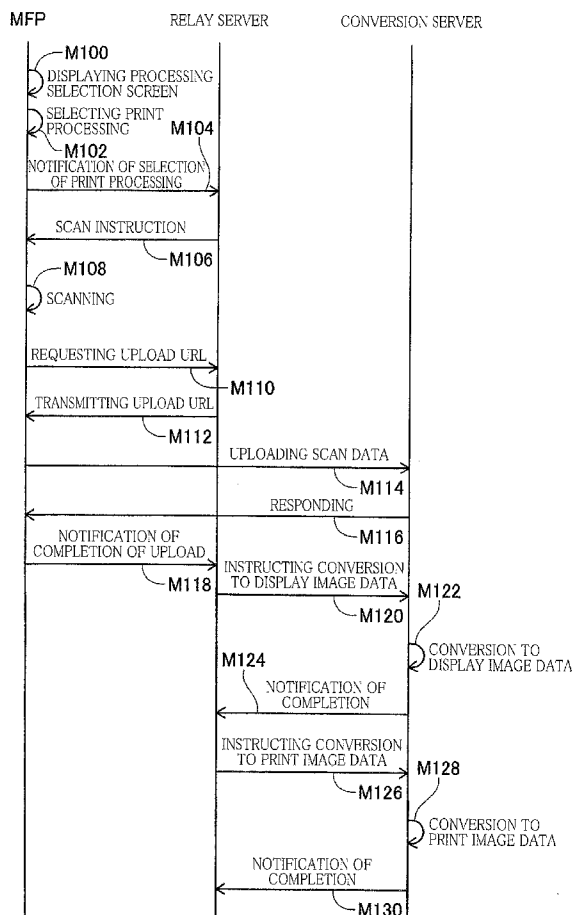 MFP
RELAY SERVER
CONVERSION SERVER
M100
DISPLAYING PROCESSING
SELECTION SCREEN
SELECTING PRINT
PROCESSING
M102
M104
NOTIFICATION OF SELECTION
OF PRINT PROCESSING
SCAN INSTRUCTION
M106
M108
SCANNING
REQUESTING UPLOAD URL
M110
TRANSMITTING UPLOAD URL
M112
UPLOADING SCAN DATA
M114
RESPONDING
M116
NOTIFICATION OF
COMPLETION OF UPLOAD
M118
INSTRUCTING CONVERSION
TO DISPLAY IMAGE DATA
M120
M122
CONVERSION TO
DISPLAY IMAGE DATA
M124
NOTIFICATION OF
COMPLETION
INSTRUCTING CONVERSION
TO PRINT IMAGE DATA
M126
M128
CONVERSION TO
PRINT IMAGE DATA
NOTIFICATION OF
COMPLETION
M130